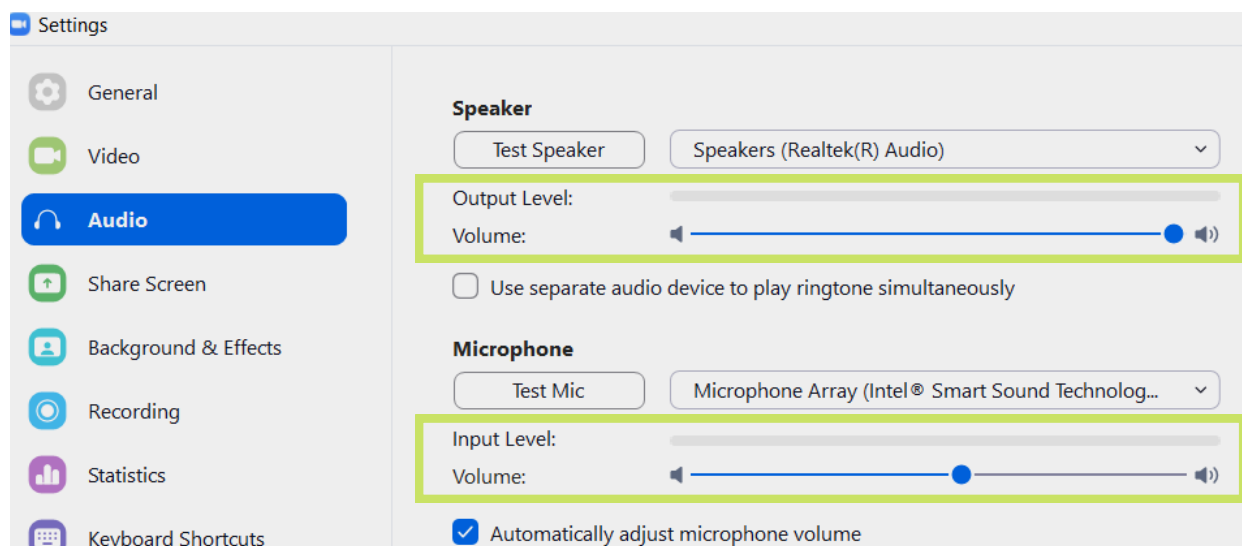 Settings
General
Video
Audio
Share Screen
Background & Effects
Recording
Statistics
Keyboard Shortcuts
Speaker
Test Speaker
Speakers (Realtek(R) Audio)
Output Level:
Volume:
Use separate audio device to play ringtone simultaneously
Microphone
Test Mic
Microphone Array (Intel® Smart Sound Technolog...
Input Level:
Volume:
Automatically adjust microphone volume